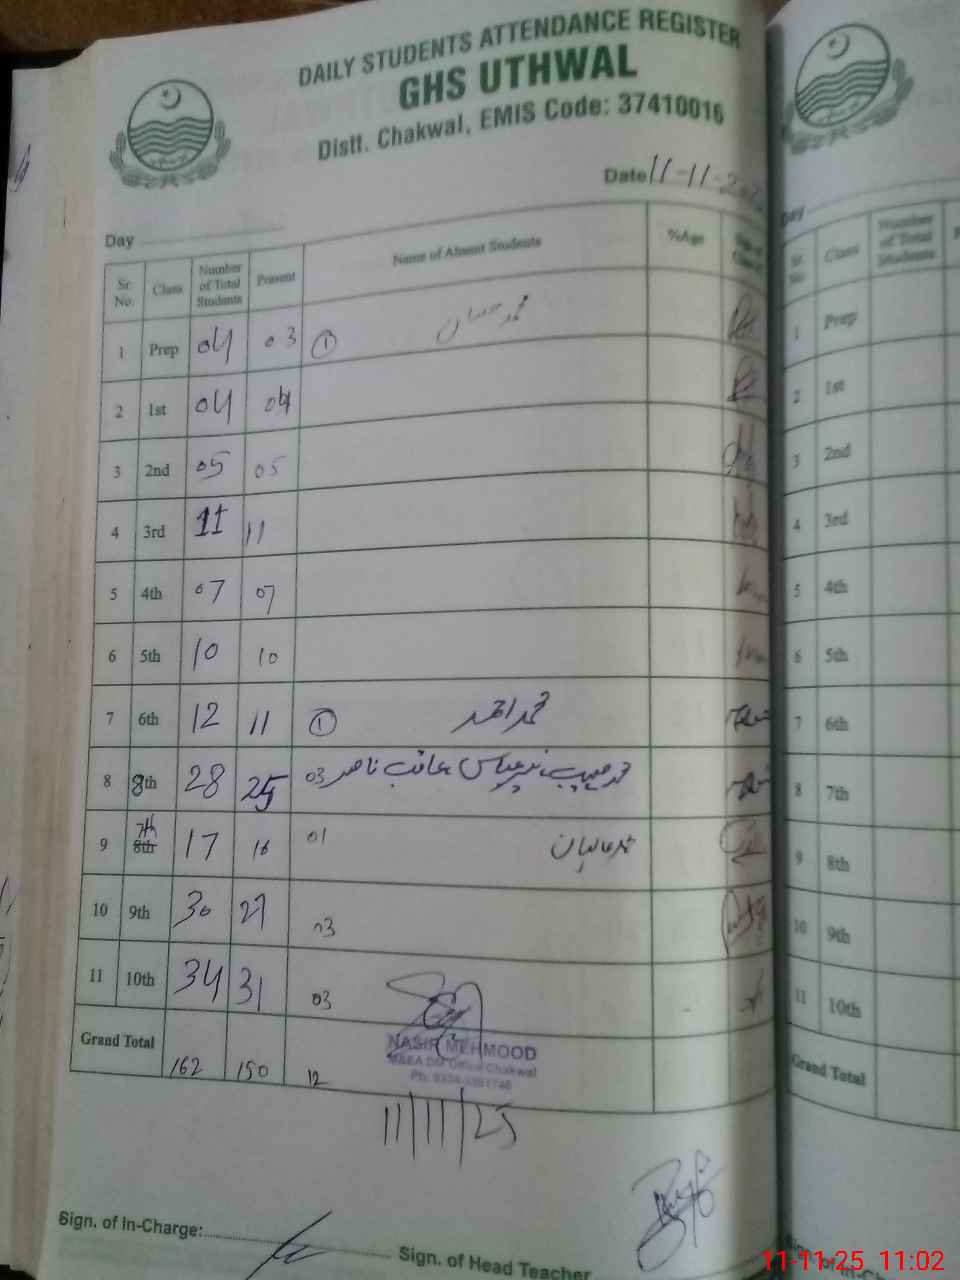 DAILY STUDENTS ATTENDANCE REGISTER
GHS UTHWAL
Distt. Chakwal, EMIS Code: 37410016
Date 11-11-2
Day
Sr. No. Class Number of Total Students Present Name of Absent Students %Age
1 Prep 04 03 ① محمد حسان
2 1st 04 04
3 2nd 05 05
4 3rd 11 11
5 4th 07 07
6 5th 10 10
7 6th 12 11 ① محمد احمد
8 8th 28 25 03
9 7th 8th 17 16 01
10 9th 30 27 03
11 10th 34 31 03
Grand Total 162 150 12
NASIR MEHMOOD
MEA DM Office Chakwal
11/11/25
Sign. of In-Charge:
Sign. of Head Teacher
Day
Sr. No Class Number of Total Students
1 Prep
2 1st
3 2nd
4 3rd
5 4th
6 5th
7 6th
8 7th
9 8th
10 9th
11 10th
Grand Total
11-11-25 11:02